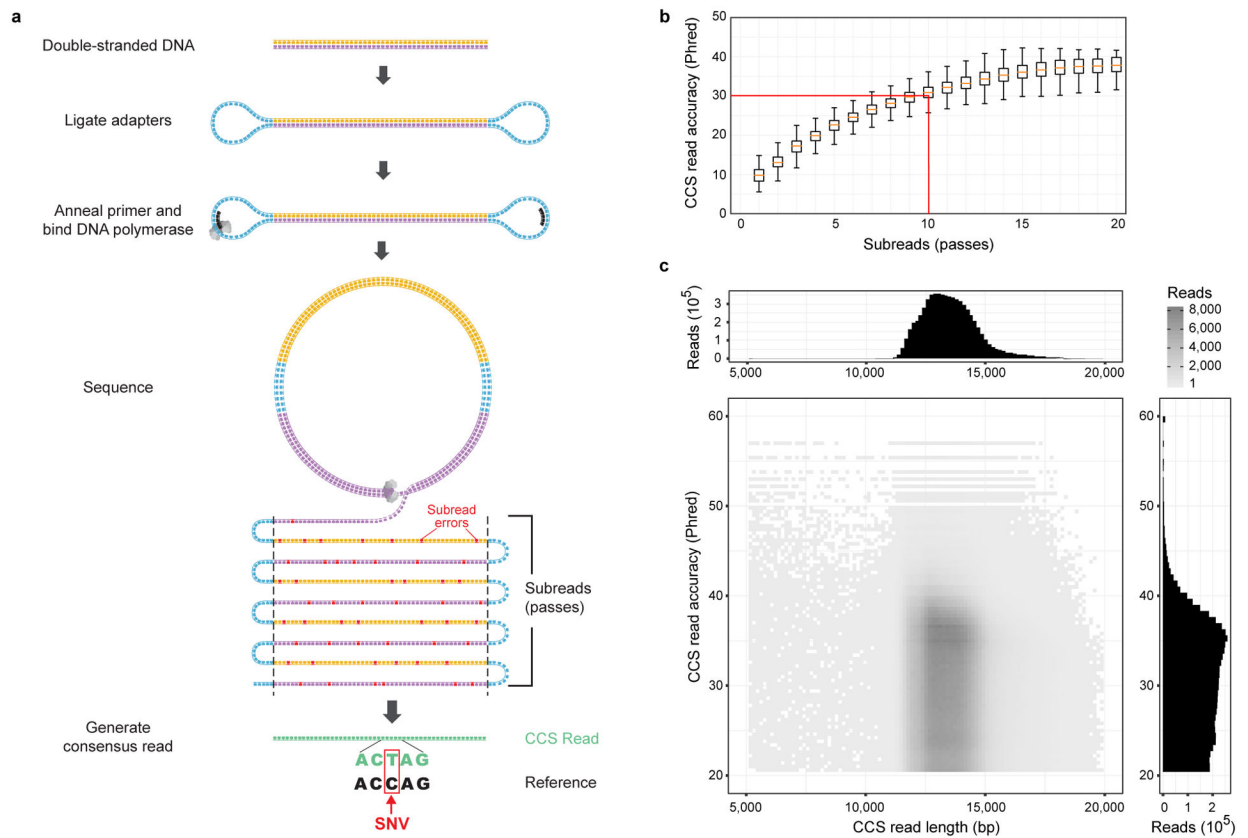 a
Double-stranded DNA
Ligate adapters
Anneal primer and
bind DNA polymerase
Sequence
Subread
errors
Subreads
(passes)
Generate
consensus read
CCS Read
ACTAG
ACCAG
Reference
SNV
b
CCS read accuracy (Phred)
50
40
30
20
10
0
5
10
15
20
Subreads (passes)
c
Reads (10^5)
3
2
1
0
5,000
10,000
15,000
20,000
Reads
8,000
6,000
4,000
2,000
1
CCS read accuracy (Phred)
60
50
40
30
20
5,000
10,000
15,000
20,000
CCS read length (bp)
60
50
40
30
20
0
1
2
Reads (10^5)